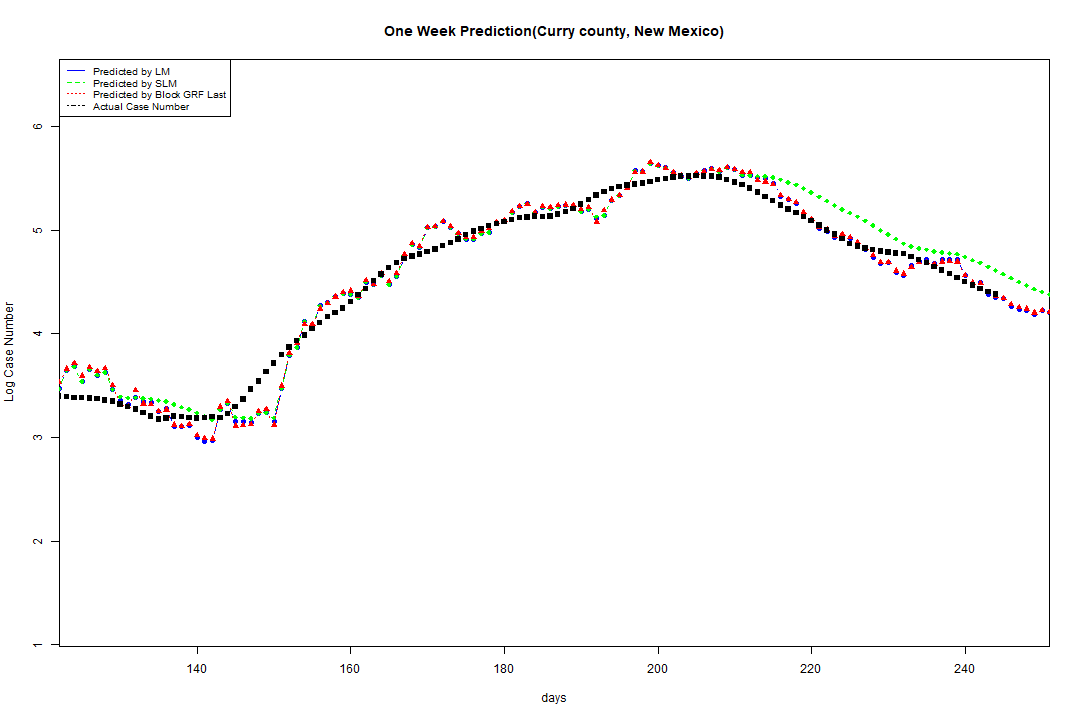 One Week Prediction(Curry county, New Mexico)
Predicted by LM
Predicted by SLM
Predicted by Block GRF Last
Actual Case Number
6
5
4
3
2
1
Log Case Number
140 160 180 200 220 240
days